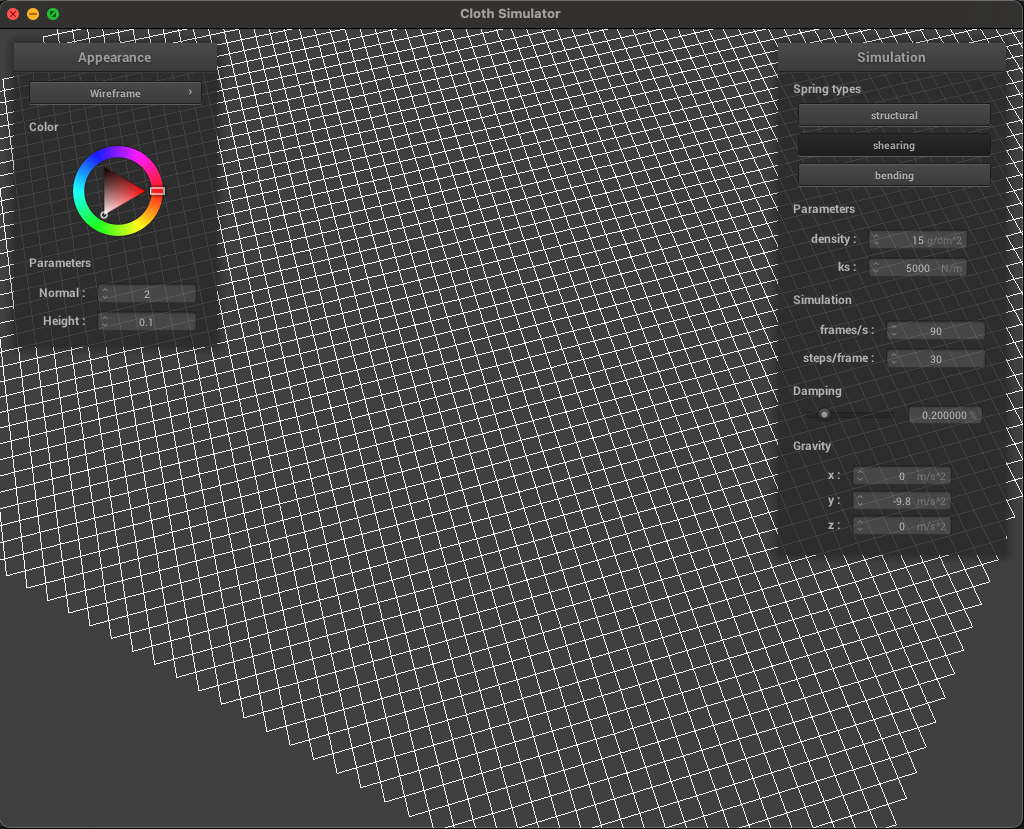 Cloth Simulator
Appearance
Wireframe ›
Color
Parameters
Normal : 2
Height : 0.1
Simulation
Spring types
structural
shearing
bending
Parameters
density : 15 g/cm^2
ks : 5000 N/m
Simulation
frames/s : 90
steps/frame : 30
Damping
0.200000 %
Gravity
x : 0 m/s^2
y : -9.8 m/s^2
z : 0 m/s^2